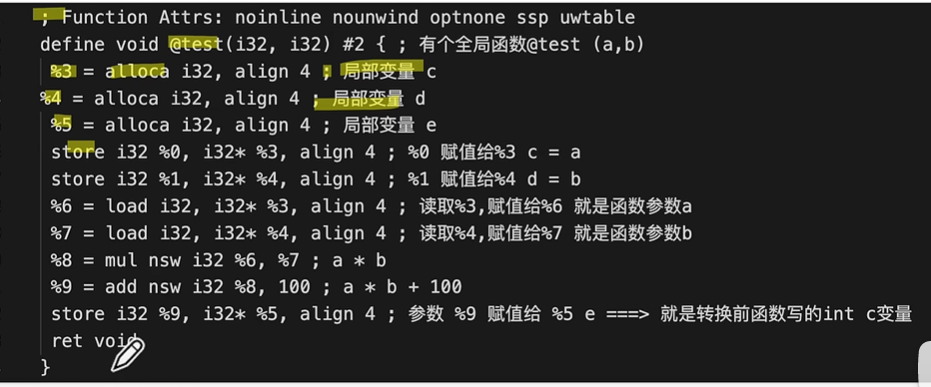 ; Function Attrs: noinline nounwind optnone ssp uwtable
define void @test(i32, i32) #2 { ; 有个全局函数@test (a,b)
%3 = alloca i32, align 4 ; 局部变量 c
%4 = alloca i32, align 4 ; 局部变量 d
%5 = alloca i32, align 4 ; 局部变量 e
store i32 %0, i32* %3, align 4 ; %0 赋值给%3 c = a
store i32 %1, i32* %4, align 4 ; %1 赋值给%4 d = b
%6 = load i32, i32* %3, align 4 ; 读取%3,赋值给%6 就是函数参数a
%7 = load i32, i32* %4, align 4 ; 读取%4,赋值给%7 就是函数参数b
%8 = mul nsw i32 %6, %7 ; a * b
%9 = add nsw i32 %8, 100 ; a * b + 100
store i32 %9, i32* %5, align 4 ; 参数 %9 赋值给 %5 e ===> 就是转换前函数写的int c变量
ret void
}